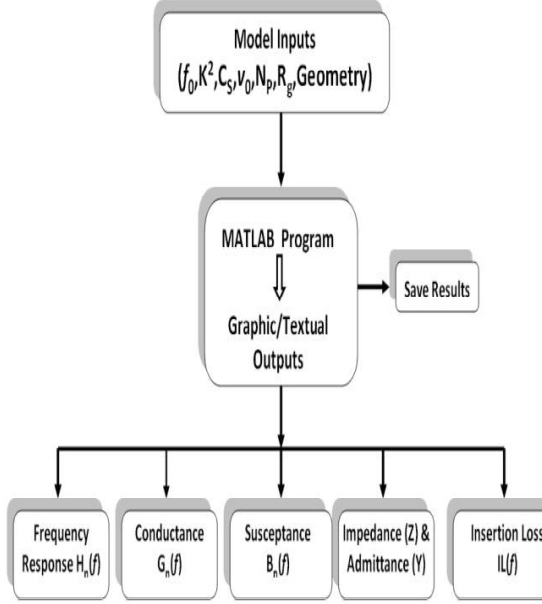 Model Inputs
(f₀,K²,Cₛ,v₀,Nₚ,R_g,Geometry)
MATLAB Program
Graphic/Textual
Outputs
Save Results
Frequency
Response Hₙ(f)
Conductance
Gₙ(f)
Susceptance
Bₙ(f)
Impedance (Z) &
Admittance (Y)
Insertion Loss
IL(f)